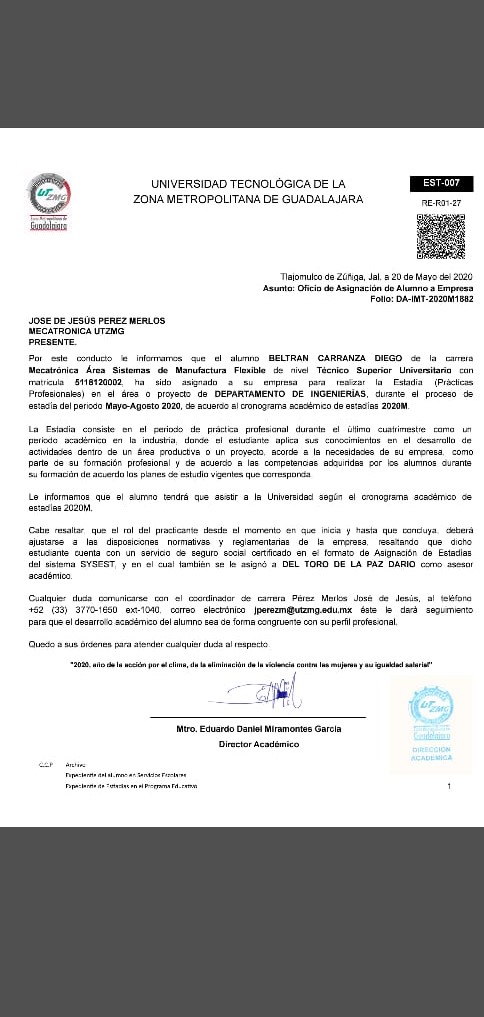 UNIVERSIDAD TECNOLÓGICA DE LA
ZONA METROPOLITANA DE GUADALAJARA
EST-007
RE-R01-27
UTZMG
Guadalajara
Tlajomulco de Zúñiga, Jal. a 20 de Mayo del 2020
Asunto: Oficio de Asignación de Alumno a Empresa
Folio: DA-IMT-2020M1882
JOSE DE JESÚS PEREZ MERLOS
MECATRONICA UTZMG
PRESENTE.
Por este conducto le informamos que el alumno BELTRAN CARRANZA DIEGO de la carrera
Mecatrónica Área Sistemas de Manufactura Flexible de nivel Técnico Superior Universitario con
matricula 5118120002, ha sido asignado a su empresa para realizar la Estadía (Prácticas
Profesionales) en el área o proyecto de DEPARTAMENTO DE INGENIERÍAS, durante el proceso de
estadía del periodo Mayo-Agosto 2020, de acuerdo al cronograma académico de estadías 2020M.
La Estadía consiste en el periodo de práctica profesional durante el último cuatrimestre como un
período académico en la industria, donde el estudiante aplica sus conocimientos en el desarrollo de
actividades dentro de un área productiva o un proyecto, acorde a la necesidades de su empresa, como
parte de su formación profesional y de acuerdo a las competencias adquiridas por los alumnos durante
su formación de acuerdo los planes de estudio vigentes que corresponda.
Le informamos que el alumno tendrá que asistir a la Universidad según el cronograma académico de
estadías 2020M.
Cabe resaltar, que el rol del practicante desde el momento en que inicia y hasta que concluya, deberá
ajustarse a las disposiciones normativas y reglamentarias de la empresa, resaltando que dicho
estudiante cuenta con un servicio de seguro social certificado en el formato de Asignación de Estadías
del sistema SYSEST, y en el cual también se le asignó a DEL TORO DE LA PAZ DARIO como asesor
académico.
Cualquier duda comunicarse con el coordinador de carrera Pérez Merlos José de Jesús, al teléfono
+52 (33) 3770-1650 ext-1040, correo electrónico jperezm@utzmg.edu.mx éste le dará seguimiento
para que el desarrollo académico del alumno sea de forma congruente con su perfil profesional.
Quedo a sus órdenes para atender cualquier duda al respecto.
"2020, año de la acción por el clima, de la eliminación de la violencia contra las mujeres y su igualdad salarial"
Mtro. Eduardo Daniel Miramontes García
Director Académico
UTZMG
Guadalajara
DIRECCIÓN
ACADÉMICA
C.C.P Archivo
Expediente del alumno en Servicios Escolares
Expediente de Estadías en el Programa Educativo
1